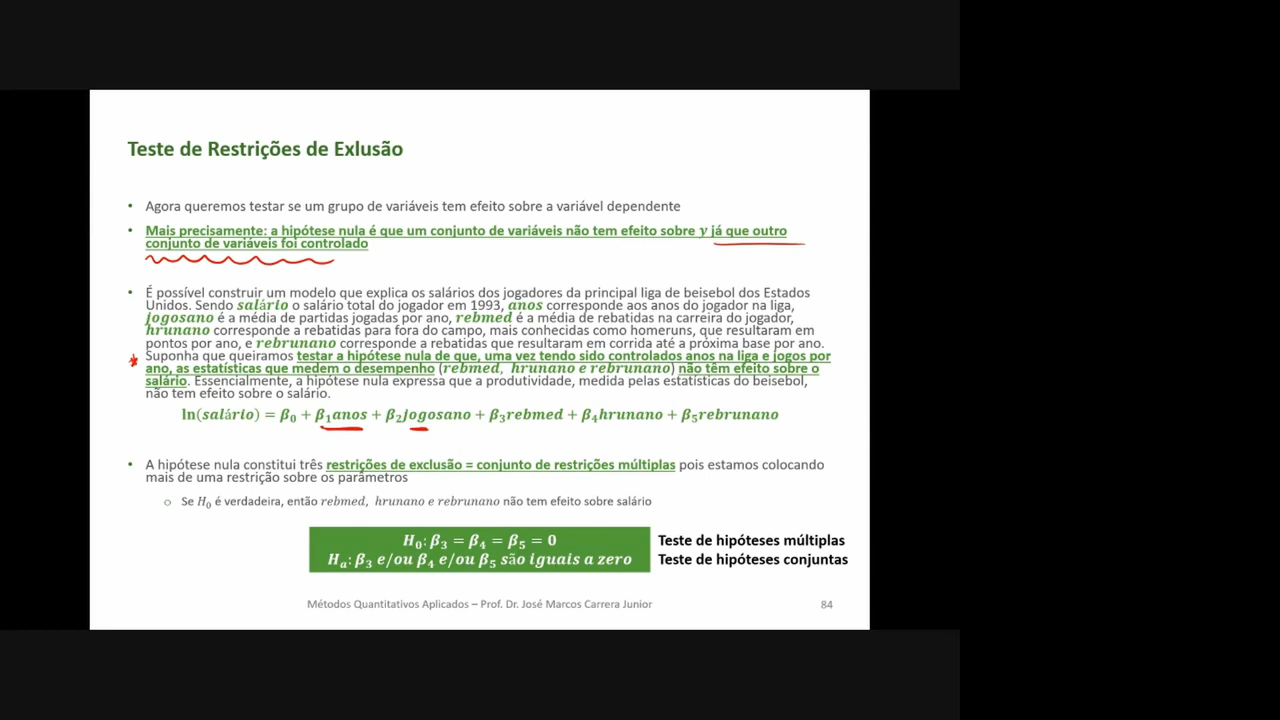 Teste de Restrições de Exlusão
• Agora queremos testar se um grupo de variáveis tem efeito sobre a variável dependente
• Mais precisamente: a hipótese nula é que um conjunto de variáveis não tem efeito sobre y já que outro
conjunto de variáveis foi controlado
• É possível construir um modelo que explica os salários dos jogadores da principal liga de beisebol dos Estados
Unidos. Sendo salário o salário total do jogador em 1993, anos corresponde aos anos do jogador na liga,
jogosano é a média de partidas jogadas por ano, rebmed é a média de rebatidas na carreira do jogador,
hrunano corresponde a rebatidas para fora do campo, mais conhecidas como homeruns, que resultaram em
pontos por ano, e rebrunano corresponde a rebatidas que resultaram em corrida até a próxima base por ano.
Suponha que queiramos testar a hipótese nula de que, uma vez tendo sido controlados anos na liga e jogos por
ano, as estatísticas que medem o desempenho (rebmed, hrunano e rebrunano) não têm efeito sobre o
salário. Essencialmente, a hipótese nula expressa que a produtividade, medida pelas estatísticas do beisebol,
não tem efeito sobre o salário.
ln(salário) = β₀ + β₁anos + β₂jogosano + β₃rebmed + β₄hrunano + β₅rebrunano
• A hipótese nula constitui três restrições de exclusão = conjunto de restrições múltiplas pois estamos colocando
mais de uma restrição sobre os parâmetros
○ Se H₀ é verdadeira, então rebmed, hrunano e rebrunano não tem efeito sobre salário
H₀: β₃ = β₄ = β₅ = 0
Hₐ: β₃ e/ou β₄ e/ou β₅ são iguais a zero
Teste de hipóteses múltiplas
Teste de hipóteses conjuntas
Métodos Quantitativos Aplicados – Prof. Dr. José Marcos Carrera Junior
84